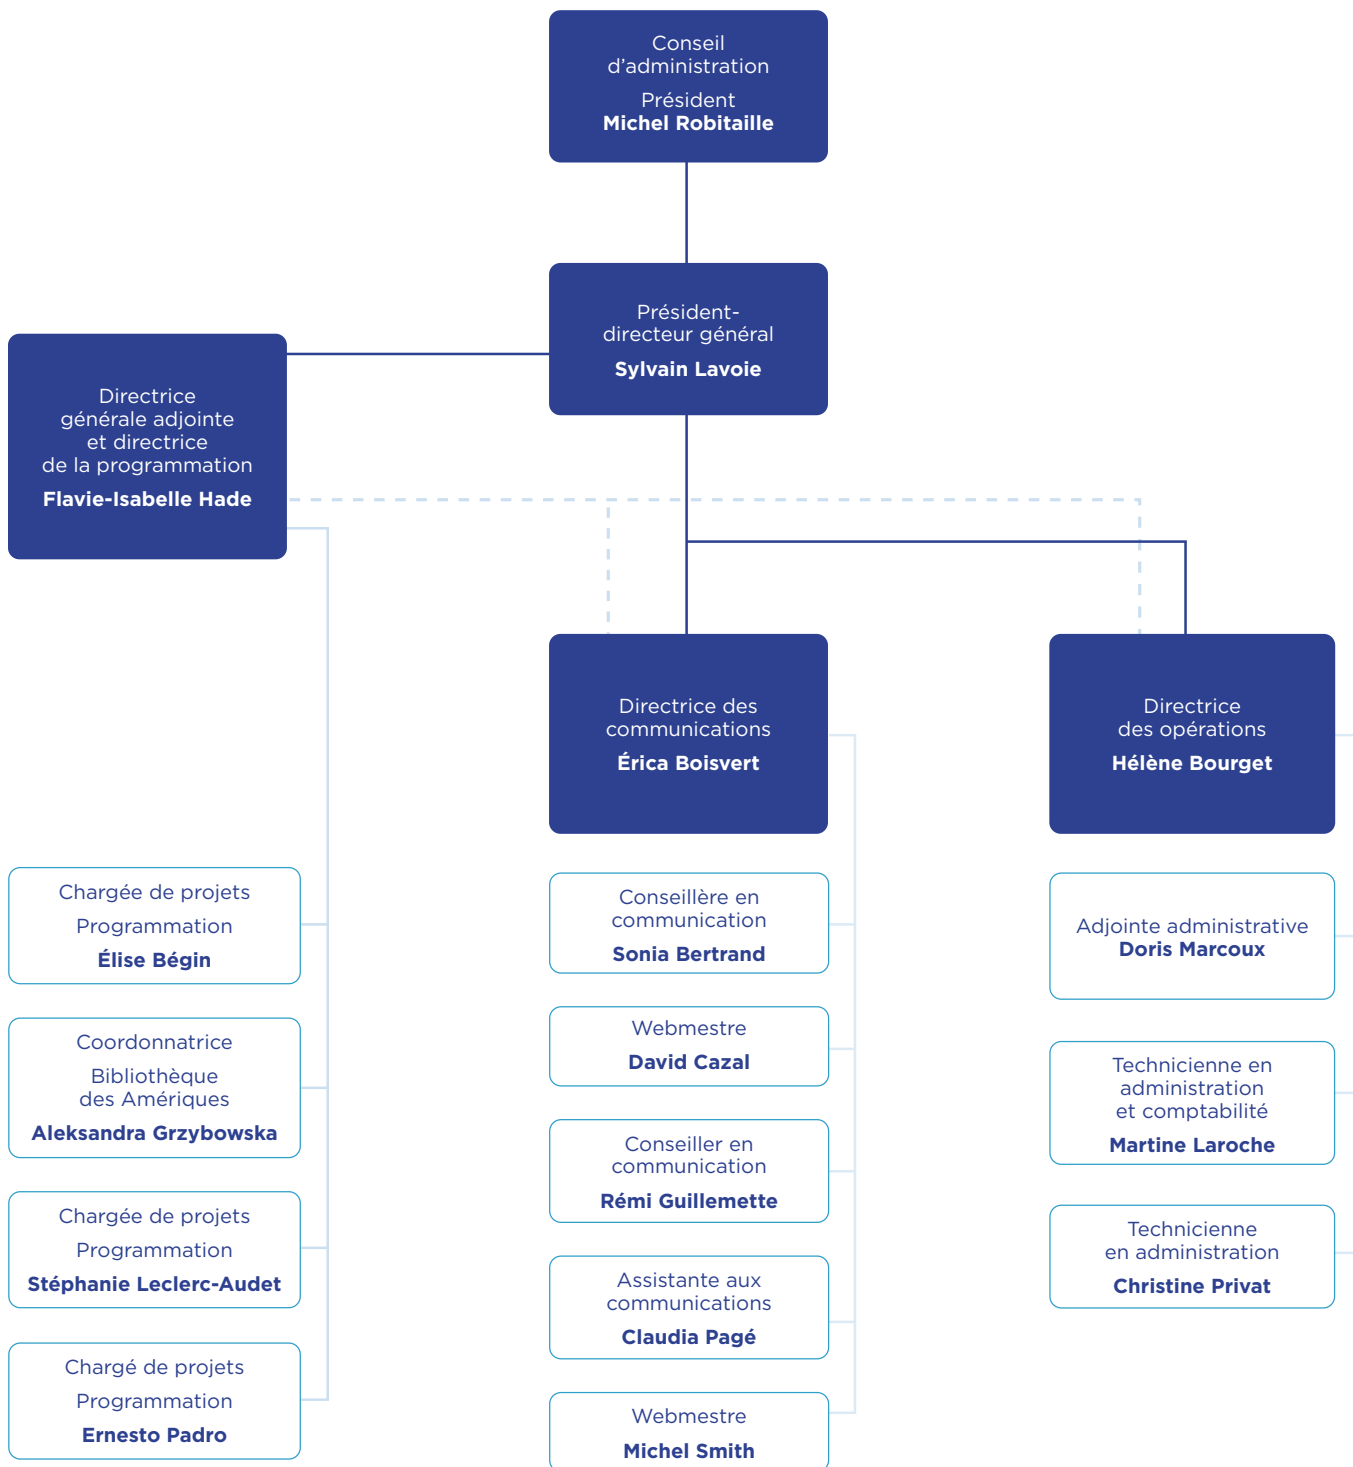 Conseil
d’administration
Président
Michel Robitaille
Président-
directeur général
Sylvain Lavoie
Directrice
générale adjointe
et directrice
de la programmation
Flavie-Isabelle Hade
Directrice des
communications
Érica Boisvert
Directrice
des opérations
Hélène Bourget
Chargée de projets
Programmation
Élise Bégin
Coordonnatrice
Bibliothèque
des Amériques
Aleksandra Grzybowska
Chargée de projets
Programmation
Stéphanie Leclerc-Audet
Chargé de projets
Programmation
Ernesto Padro
Conseillère en
communication
Sonia Bertrand
Webmestre
David Cazal
Conseiller en
communication
Rémi Guillemette
Assistante aux
communications
Claudia Pagé
Webmestre
Michel Smith
Adjointe administrative
Doris Marcoux
Technicienne en
administration
et comptabilité
Martine Laroche
Technicienne
en administration
Christine Privat